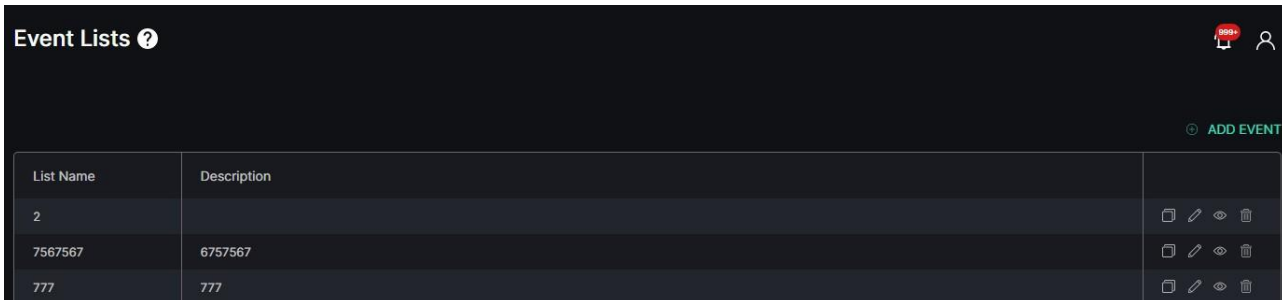 Event Lists ?
999+
ADD EVENT
List Name Description
2
7567567 6757567
777 777